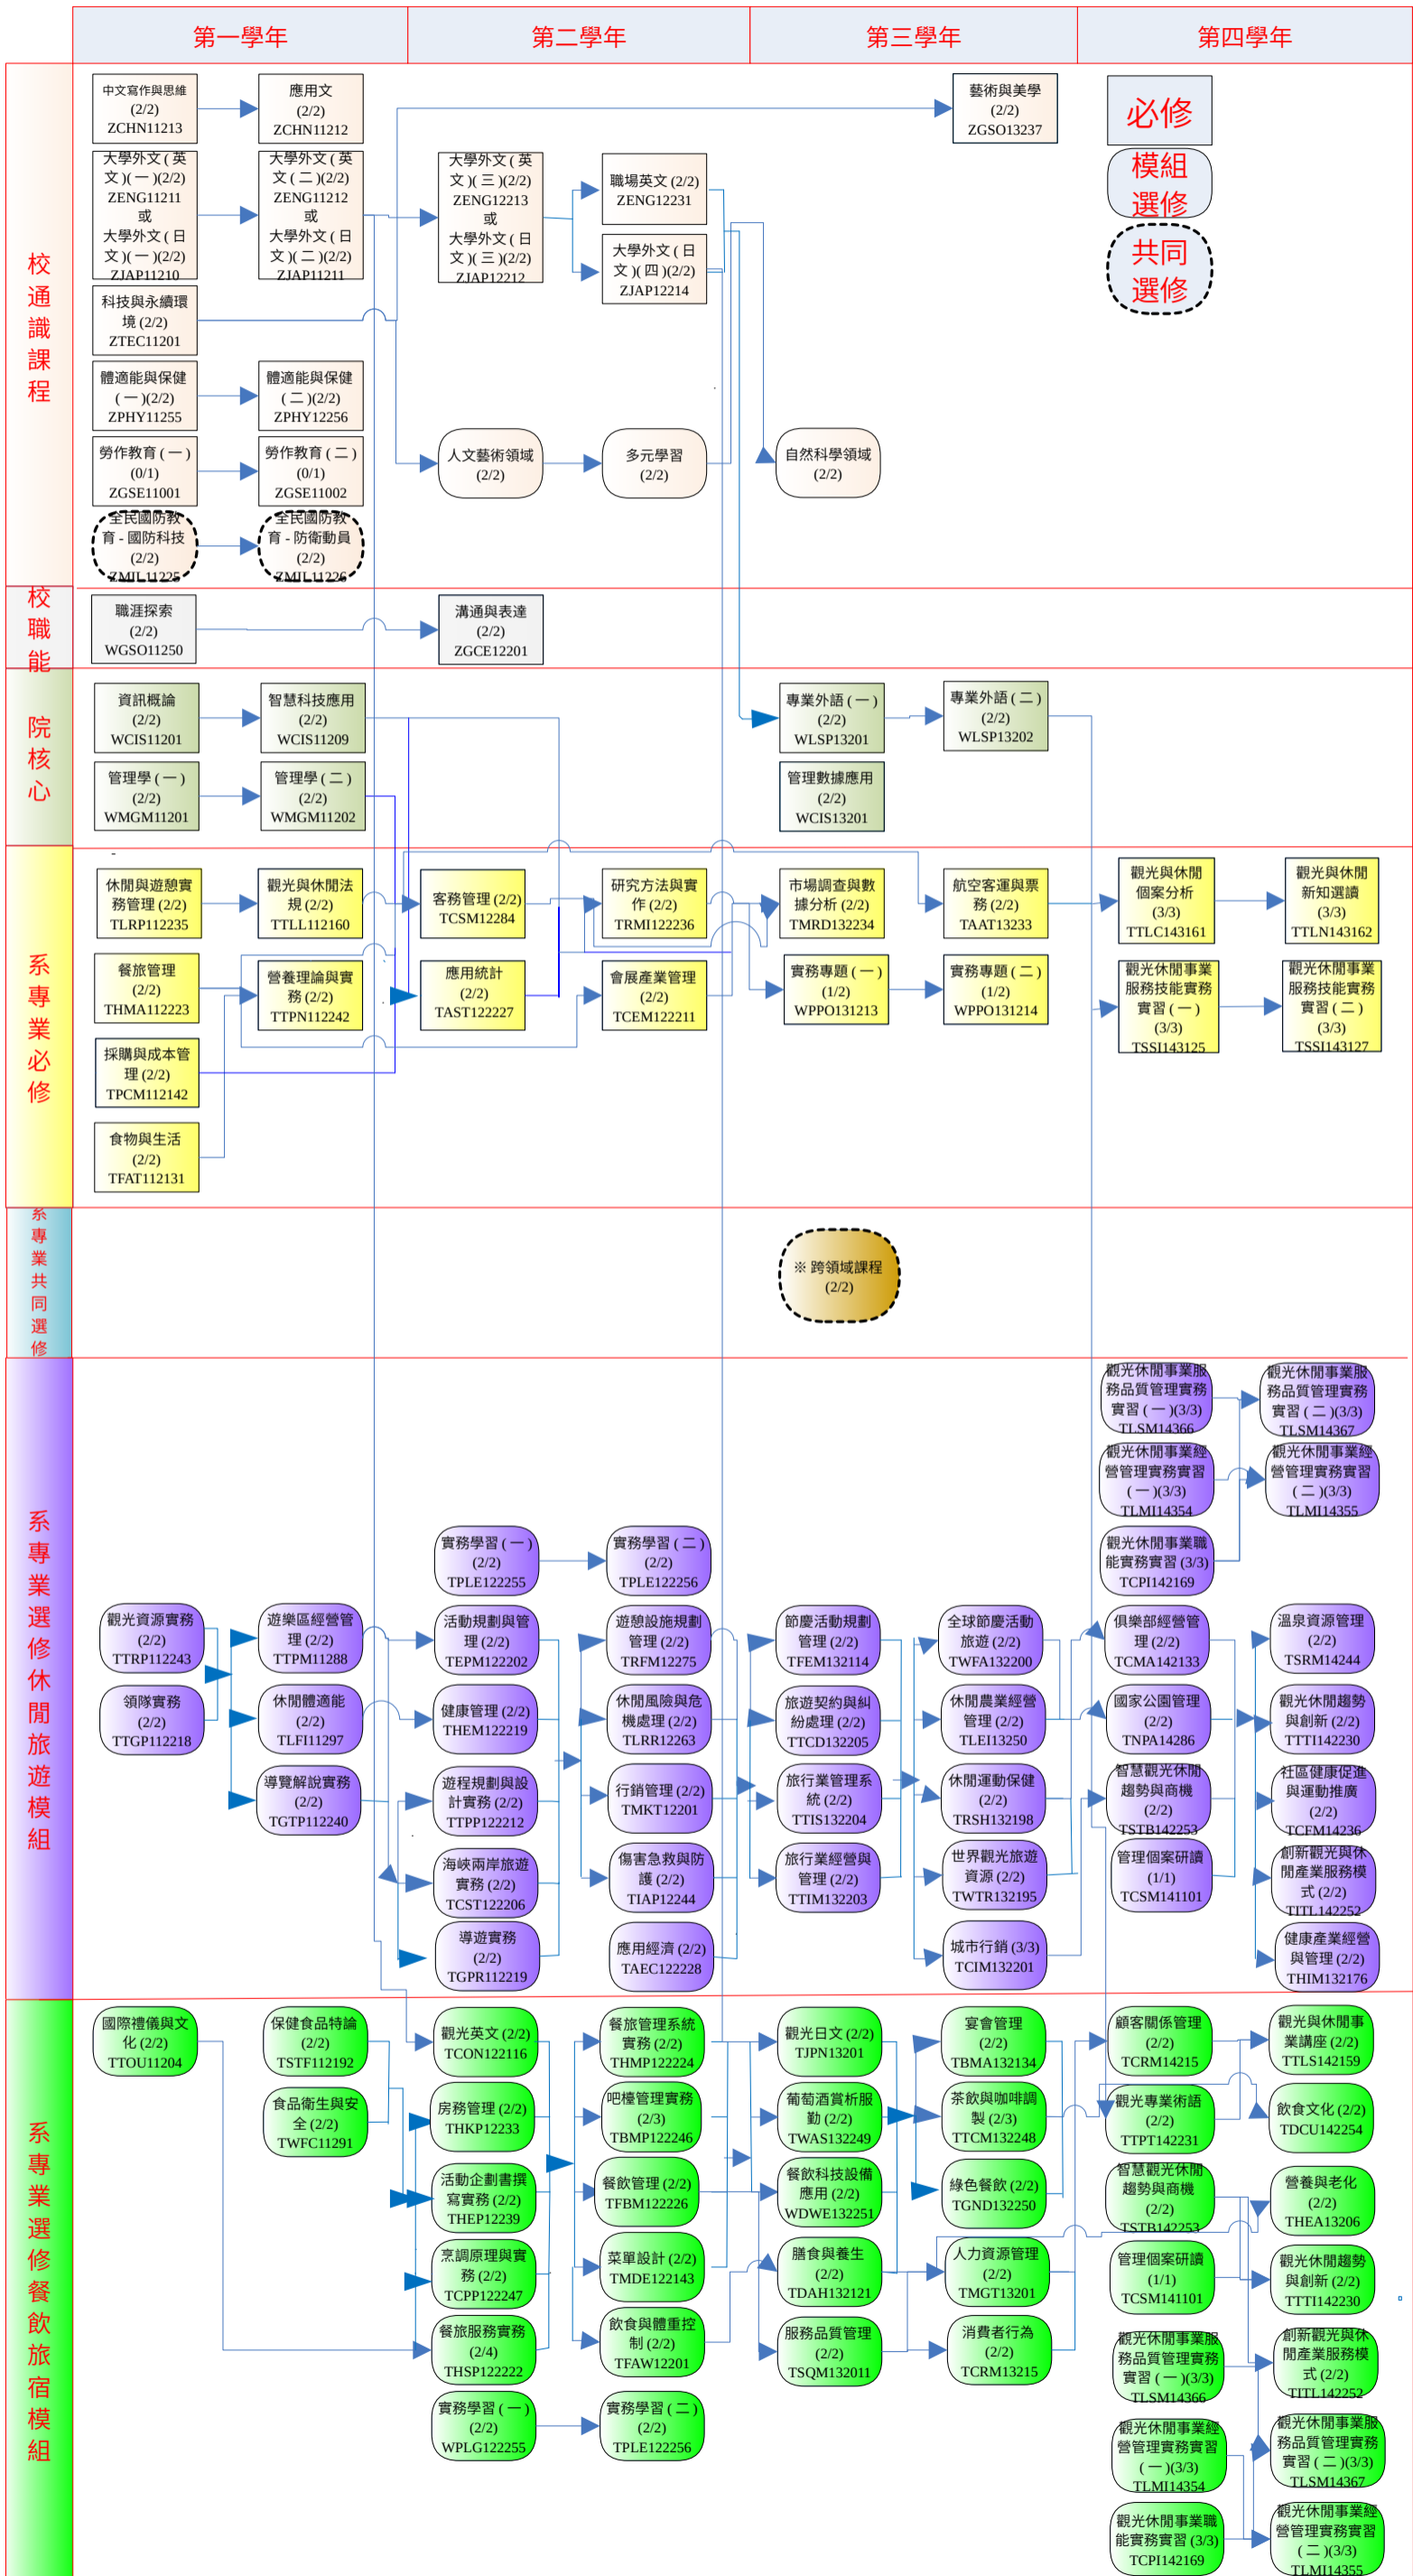 第一學年
第二學年
第三學年
第四學年
校
通
識
課
程
中文寫作與思維
(2/2)
ZCHN11213
應用文
(2/2)
ZCHN11212
藝術與美學
(2/2)
ZGSO13237
必修
模組
選修
共同
選修
大學外文 ( 英
文 )( 一 )(2/2)
ZENG11211
或
大學外文 ( 日
文 )( 一 )(2/2)
ZJAP11210
大學外文 ( 英
文 ( 二 )(2/2)
ZENG11212
或
大學外文 ( 日
文 )( 二 )(2/2)
ZJAP11211
大學外文 ( 英
文 )( 三 )(2/2)
ZENG12213
或
大學外文 ( 日
文 )( 三 )(2/2)
ZJAP12212
職場英文 (2/2)
ZENG12231
大學外文 ( 日
文 )( 四 )(2/2)
ZJAP12214
科技與永續環
境 (2/2)
ZTEC11201
體適能與保健
( 一 )(2/2)
ZPHY11255
體適能與保健
( 二 )(2/2)
ZPHY12256
勞作教育 ( 一 )
(0/1)
ZGSE11001
勞作教育 ( 二 )
(0/1)
ZGSE11002
人文藝術領域
(2/2)
多元學習
(2/2)
自然科學領域
(2/2)
全民國防教
育 - 國防科技
(2/2)
ZMIL11225
全民國防教
育 - 防衛動員
(2/2)
ZMIL11226
校
職
能
職涯探索
(2/2)
WGSO11250
溝通與表達
(2/2)
ZGCE12201
院
核
心
資訊概論
(2/2)
WCIS11201
智慧科技應用
(2/2)
WCIS11209
專業外語 ( 一 )
(2/2)
WLSP13201
專業外語 ( 二 )
(2/2)
WLSP13202
管理學 ( 一 )
(2/2)
WMGM11201
管理學 ( 二 )
(2/2)
WMGM11202
管理數據應用
(2/2)
WCIS13201
系
專
業
必
修
休閒與遊憩實
務管理 (2/2)
TLRP112235
觀光與休閒法
規 (2/2)
TTLL112160
客務管理 (2/2)
TCSM12284
研究方法與實
作 (2/2)
TRMI122236
市場調查與數
據分析 (2/2)
TMRD132234
航空客運與票
務 (2/2)
TAAT13233
觀光與休閒
個案分析
(3/3)
TTLC143161
觀光與休閒
新知選讀
(3/3)
TTLN143162
餐旅管理
(2/2)
THMA112223
營養理論與實
務 (2/2)
TTPN112242
應用統計
(2/2)
TAST122227
會展產業管理
(2/2)
TCEM122211
實務專題 ( 一 )
(1/2)
WPPO131213
實務專題 ( 二 )
(1/2)
WPPO131214
觀光休閒事業
服務技能實務
實習 ( 一 )
(3/3)
TSSI143125
觀光休閒事業
服務技能實務
實習 ( 二 )
(3/3)
TSSI143127
採購與成本管
理 (2/2)
TPCM112142
食物與生活
(2/2)
TFAT112131
系
專
業
共
同
選
修
※ 跨領域課程
(2/2)
系
專
業
選
修
休
閒
旅
遊
模
組
觀光休閒事業服
務品質管理實務
實習 ( 一 )(3/3)
TLSM14366
觀光休閒事業服
務品質管理實務
實習 ( 二 )(3/3)
TLSM14367
觀光休閒事業經
營管理實務實習
( 一 )(3/3)
TLMI14354
觀光休閒事業經
營管理實務實習
( 二 )(3/3)
TLMI14355
實務學習 ( 一 )
(2/2)
TPLE122255
實務學習 ( 二 )
(2/2)
TPLE122256
觀光休閒事業職
能實務實習 (3/3)
TCPI142169
觀光資源實務
(2/2)
TTRP112243
遊樂區經營管
理 (2/2)
TTPM11288
活動規劃與管
理 (2/2)
TEPM122202
遊憩設施規劃
管理 (2/2)
TRFM12275
節慶活動規劃
管理 (2/2)
TFEM132114
全球節慶活動
旅遊 (2/2)
TWFA132200
俱樂部經營管
理 (2/2)
TCMA142133
溫泉資源管理
(2/2)
TSRM14244
領隊實務
(2/2)
TTGP112218
休閒體適能
(2/2)
TLFI11297
健康管理 (2/2)
THEM122219
休閒風險與危
機處理 (2/2)
TLRR12263
旅遊契約與糾
紛處理 (2/2)
TTCD132205
休閒農業經營
管理 (2/2)
TLEI13250
國家公園管理
(2/2)
TNPA14286
觀光休閒趨勢
與創新 (2/2)
TTTI142230
導覽解說實務
(2/2)
TGTP112240
遊程規劃與設
計實務 (2/2)
TTPP122212
行銷管理 (2/2)
TMKT12201
旅行業管理系
統 (2/2)
TTIS132204
休閒運動保健
(2/2)
TRSH132198
智慧觀光休閒
趨勢與商機
(2/2)
TSTB142253
社區健康促進
與運動推廣
(2/2)
TCFM14236
海峽兩岸旅遊
實務 (2/2)
TCST122206
傷害急救與防
護 (2/2)
TIAP12244
旅行業經營與
管理 (2/2)
TTIM132203
世界觀光旅遊
資源 (2/2)
TWTR132195
管理個案研讀
(1/1)
TCSM141101
創新觀光與休
閒產業服務模
式 (2/2)
TITL142252
導遊實務
(2/2)
TGPR112219
應用經濟 (2/2)
TAEC122228
城市行銷 (3/3)
TCIM132201
健康產業經營
與管理 (2/2)
THIM132176
系
專
業
選
修
餐
飲
旅
宿
模
組
國際禮儀與文
化 (2/2)
TTOU11204
保健食品特論
(2/2)
TSTF112192
觀光英文 (2/2)
TCON122116
餐旅管理系統
實務 (2/2)
THMP122224
觀光日文 (2/2)
TJPN13201
宴會管理
(2/2)
TBMA132134
顧客關係管理
(2/2)
TCRM14215
觀光與休閒事
業講座 (2/2)
TTLS142159
食品衛生與安
全 (2/2)
TWFC11291
房務管理 (2/2)
THKP12233
吧檯管理實務
(2/3)
TBMP122246
葡萄酒賞析服
勤 (2/2)
TWAS132249
茶飲與咖啡調
製 (2/3)
TTCM132248
觀光專業術語
(2/2)
TTPT142231
飲食文化 (2/2)
TDCU142254
活動企劃書撰
寫實務 (2/2)
THEP12239
餐飲管理 (2/2)
TFBM122226
餐飲科技設備
應用 (2/2)
WDWE132251
綠色餐飲 (2/2)
TGND132250
智慧觀光休閒
趨勢與商機
(2/2)
TSTB142253
營養與老化
(2/2)
THEA13206
烹調原理與實
務 (2/2)
TCPP122247
菜單設計 (2/2)
TMDE122143
膳食與養生
(2/2)
TDAH132121
人力資源管理
(2/2)
TMGT13201
管理個案研讀
(1/1)
TCSM141101
觀光休閒趨勢
與創新 (2/2)
TTTI142230
餐旅服務實務
(2/4)
THSP122222
飲食與體重控
制 (2/2)
TFAW12201
服務品質管理
(2/2)
TSQM132011
消費者行為
(2/2)
TCRM13215
觀光休閒事業服
務品質管理實務
實習 ( 一 )(3/3)
TLSM14366
創新觀光與休
閒產業服務模
式 (2/2)
TITL142252
實務學習 ( 一 )
(2/2)
WPLG122255
實務學習 ( 二 )
(2/2)
TPLE122256
觀光休閒事業經
營管理實務實習
( 一 )(3/3)
TLMI14354
觀光休閒事業服
務品質管理實務
實習 ( 二 )(3/3)
TLSM14367
觀光休閒事業職
能實務實習 (3/3)
TCPI142169
觀光休閒事業經
營管理實務實習
( 二 )(3/3)
TLMI14355